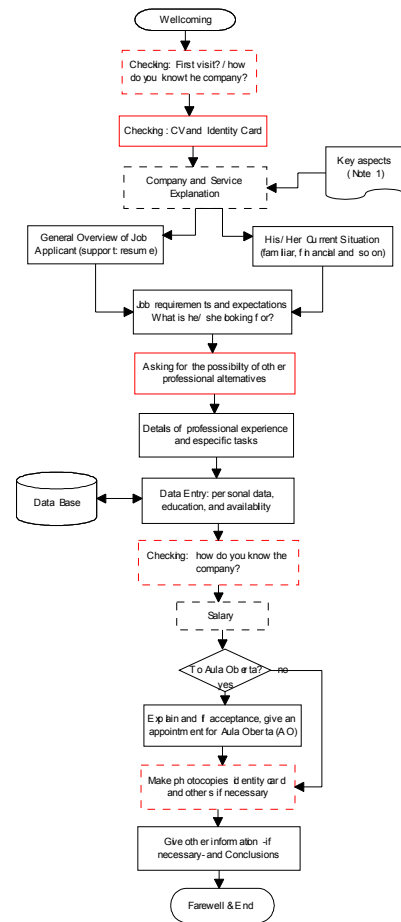 Wellcoming
Checking: First visit? / how
do you knowt he company?
Checking : CV and Identity Card
Key aspects
( Note 1)
Company and Service
Explanation
General Overview of Job
Applicant (support: resume)
His/ Her Current Situation
(familiar, financial and so on)
Job requirements and expectations
What is he/ she looking for?
Asking for the possibility of other
professional alternatives
Details of professional experience
and especific tasks
Data Base
Data Entry: personal data,
education, and availability
Checking: how do you know the
company?
Salary
To Aula Oberta?
no
yes
Explain and if acceptance, give an
appointment for Aula Oberta (AO)
Make photocopies: identity card
and others if necessary
Give other information -if
necessary- and Conclusions
Farewell & End